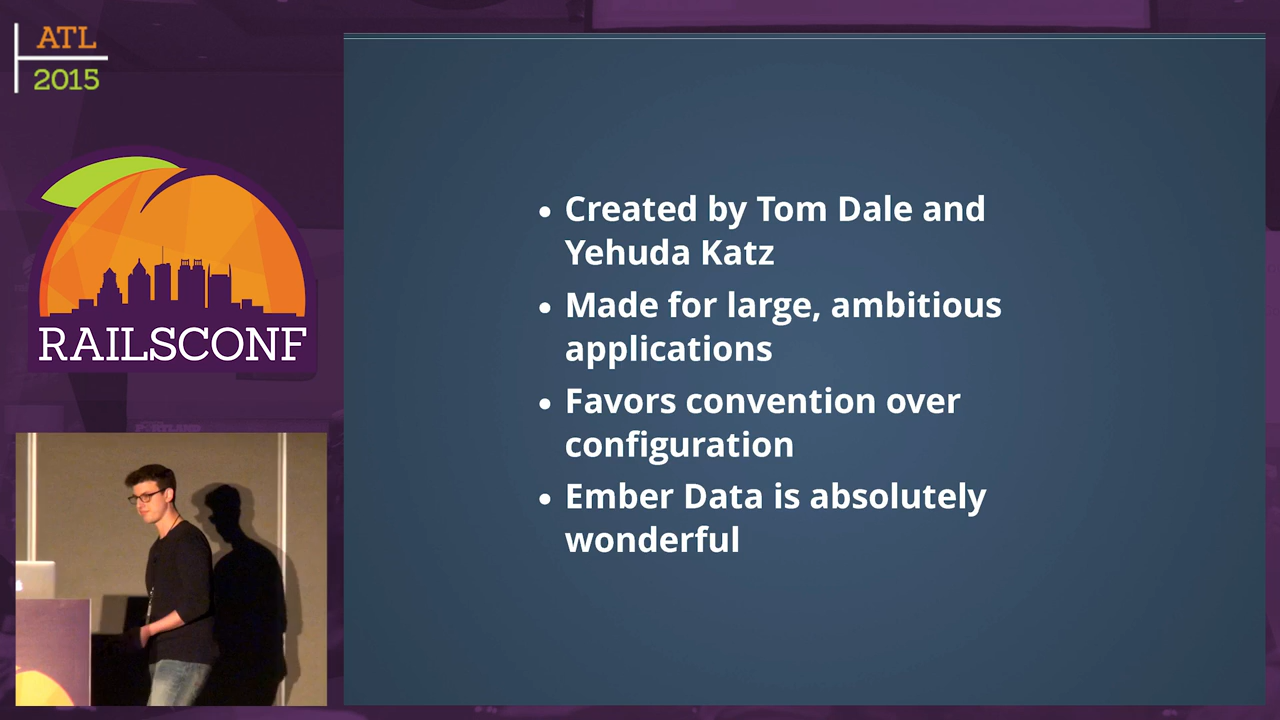 ATL
2015
RAILSCONF
• Created by Tom Dale and
Yehuda Katz
• Made for large, ambitious
applications
• Favors convention over
configuration
• Ember Data is absolutely
wonderful